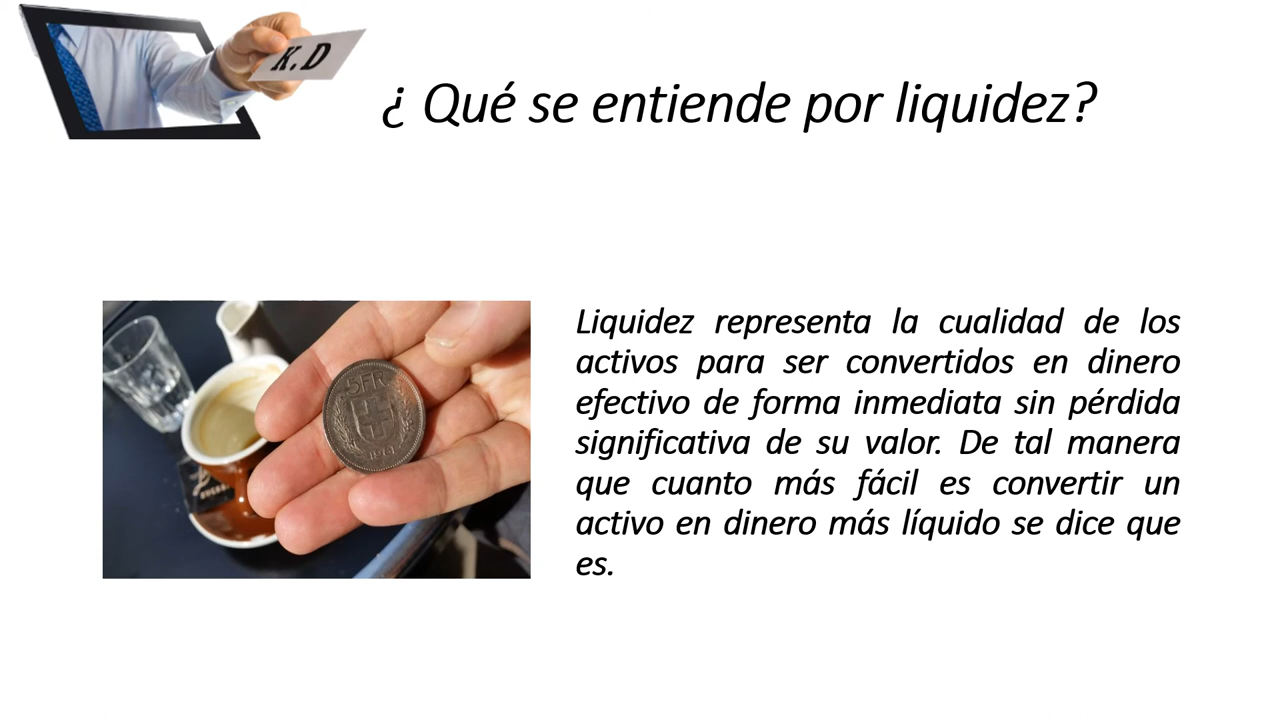 K.D
¿ Qué se entiende por liquidez?
5FR
Liquidez representa la cualidad de los
activos para ser convertidos en dinero
efectivo de forma inmediata sin pérdida
significativa de su valor. De tal manera
que cuanto más fácil es convertir un
activo en dinero más líquido se dice que
es.